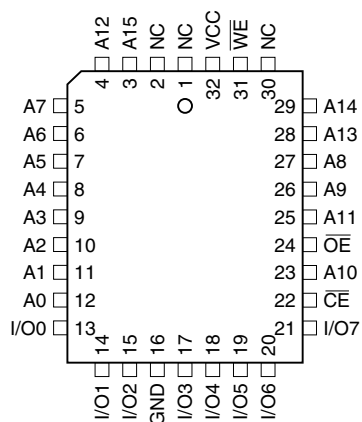 A12 A15 NC NC VCC WE NC
4 3 2 1 32 31 30
A7 5 29 A14
A6 6 28 A13
A5 7 27 A8
A4 8 26 A9
A3 9 25 A11
A2 10 24 OE
A1 11 23 A10
A0 12 22 CE
I/O0 13 21 I/O7
14 15 16 17 18 19 20
I/O1 I/O2 GND I/O3 I/O4 I/O5 I/O6